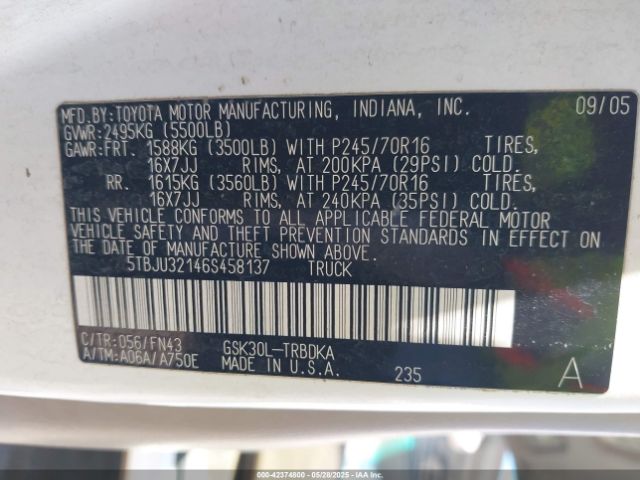 MFD.BY:TOYOTA MOTOR MANUFACTURING, INDIANA, INC. 09/05
GVWR:2495KG (5500LB)
GAWR:FRT. 1588KG (3500LB) WITH P245/70R16 TIRES,
16X7JJ RIMS, AT 200KPA (29PSI) COLD.
RR. 1615KG (3560LB) WITH P245/70R16 TIRES,
16X7JJ RIMS, AT 240KPA (35PSI) COLD.
THIS VEHICLE CONFORMS TO ALL APPLICABLE FEDERAL MOTOR
VEHICLE SAFETY AND THEFT PREVENTION STANDARDS IN EFFECT ON
THE DATE OF MANUFACTURE SHOWN ABOVE.
5TBJU32146S458137 TRUCK
C/TR:056/FN43 GSK30L-TRBDKA
A/TM:A06A/A750E MADE IN U.S.A. 235 A
000-42374800 - 05/28/2025 - IAAI.COM